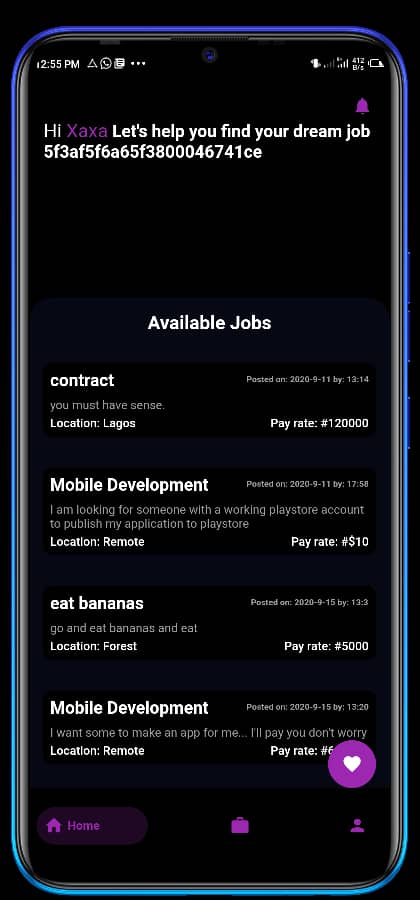 12:55 PM
412
B/s
Hi Xaxa Let's help you find your dream job
5f3af5f6a65f3800046741ce
Available Jobs
contract
Posted on: 2020-9-11 by: 13:14
you must have sense.
Location: Lagos
Pay rate: #120000
Mobile Development
Posted on: 2020-9-11 by: 17:58
I am looking for someone with a working playstore account
to publish my application to playstore
Location: Remote
Pay rate: #$10
eat bananas
Posted on: 2020-9-15 by: 13:3
go and eat bananas and eat
Location: Forest
Pay rate: #5000
Mobile Development
Posted on: 2020-9-15 by: 13:20
I want some to make an app for me... I'll pay you don't worry
Location: Remote
Pay rate: #6
Home